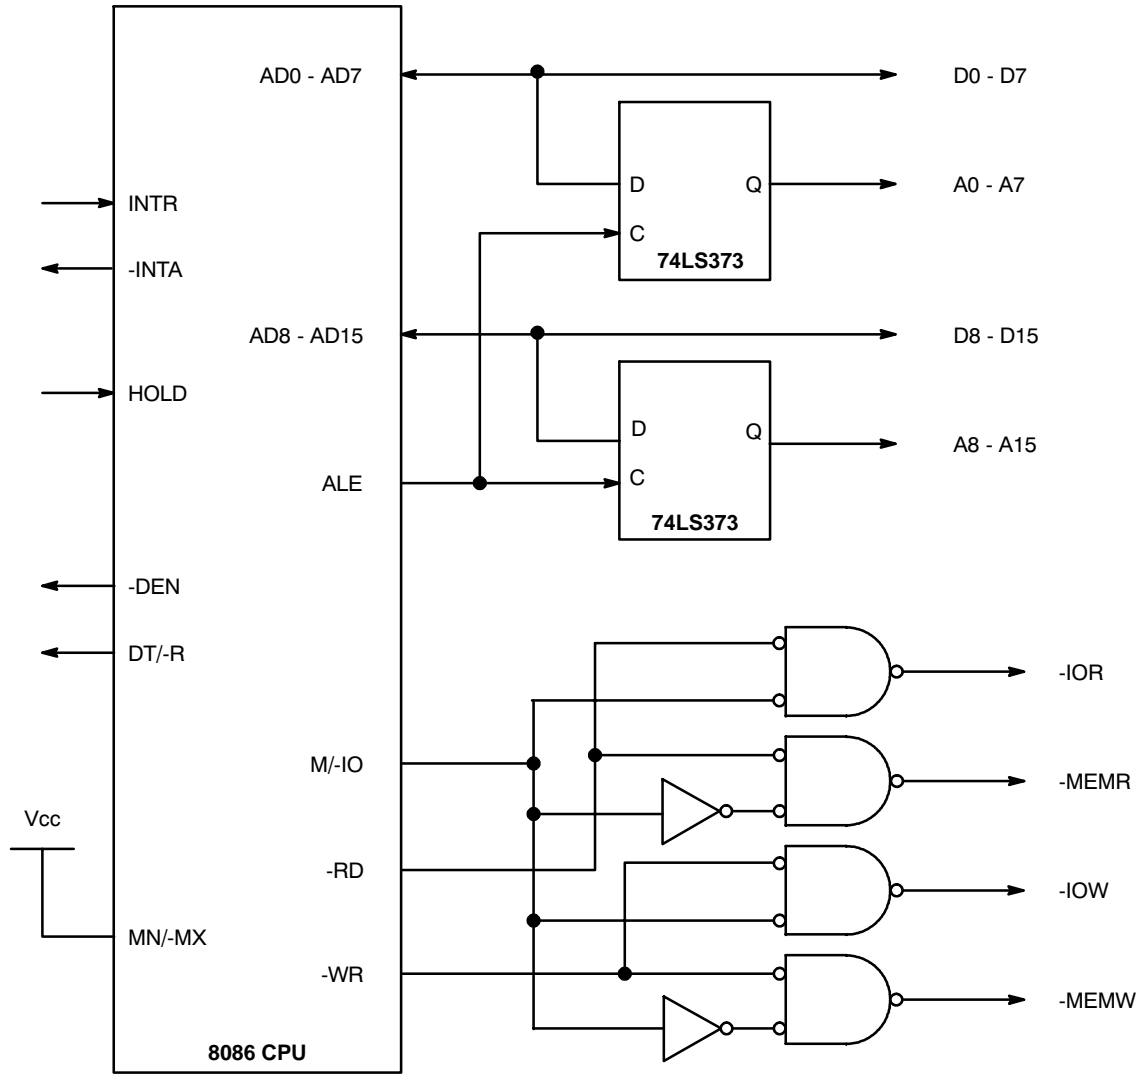 AD0 - AD7
D0 - D7
D
Q
A0 - A7
INTR
C
74LS373
-INTA
AD8 - AD15
D8 - D15
HOLD
D
Q
A8 - A15
ALE
C
74LS373
-DEN
DT/-R
-IOR
M/-IO
-MEMR
Vcc
-RD
-IOW
MN/-MX
-WR
-MEMW
8086 CPU